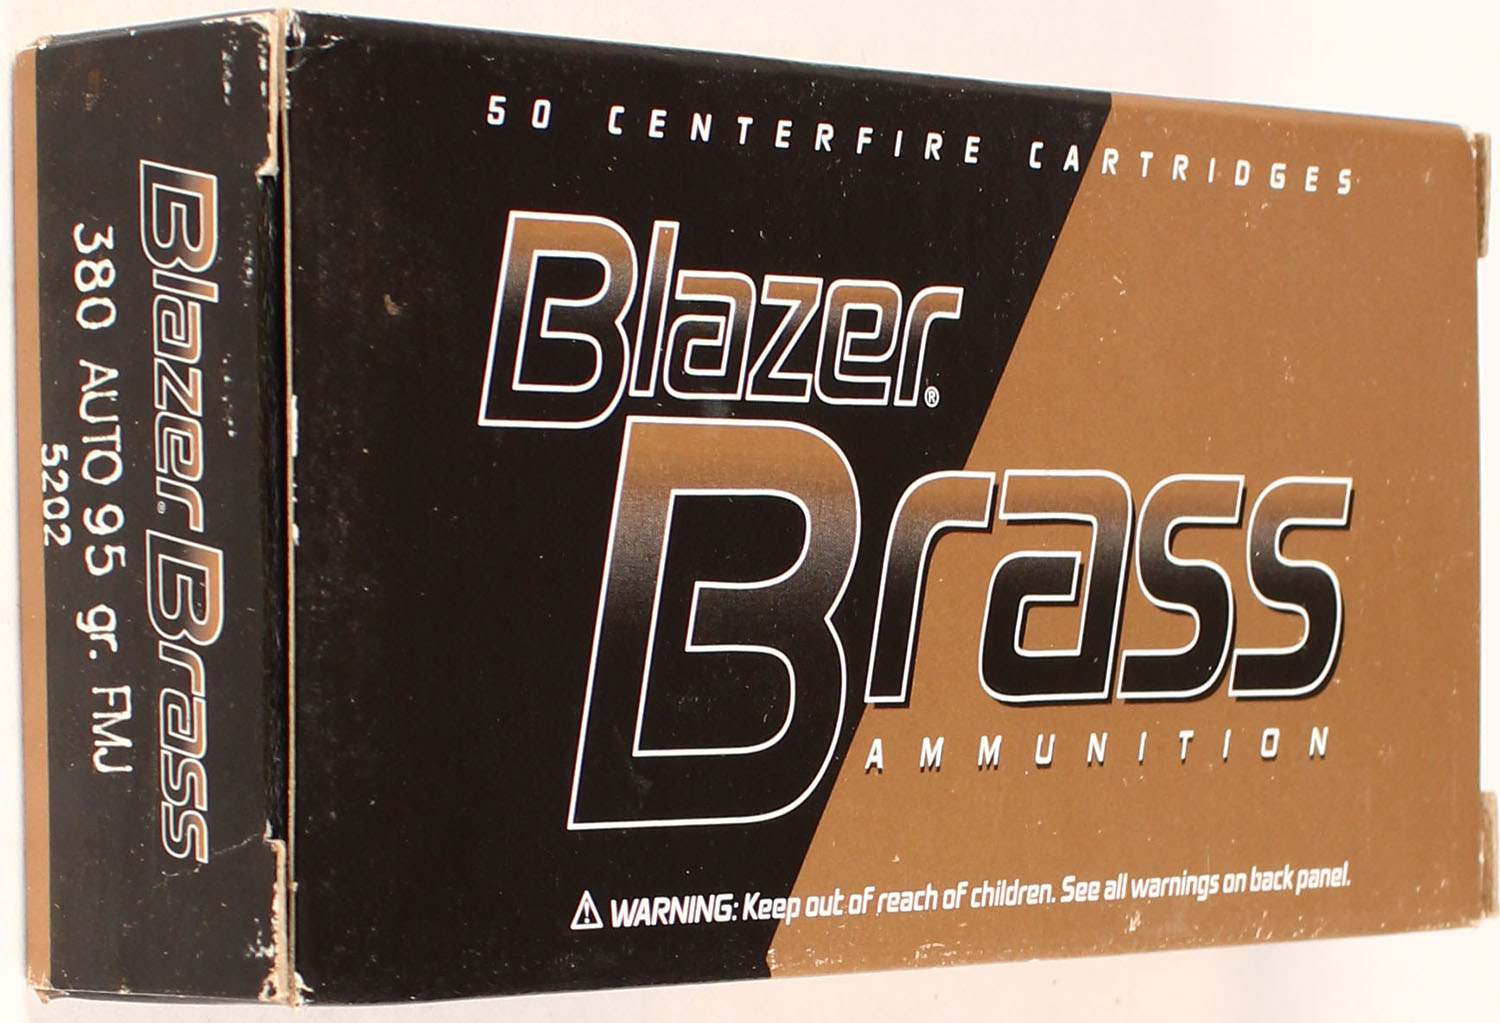 50 CENTERFIRE CARTRIDGES
Blazer®
Brass
AMMUNITION
⚠ WARNING: Keep out of reach of children. See all warnings on back panel.
Blazer® Brass
380 AUTO 95 gr. FMJ
5202